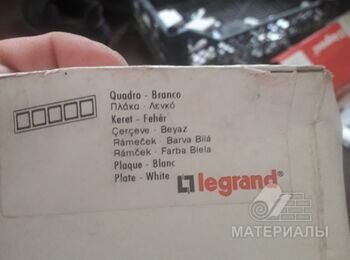 Quadro - Branco
Πλάκα - Λευκό
Keret - Fehér
Çerçeve - Beyaz
Rámeček - Barva Bílá
Rámček - Farba Biela
Plaque - Blanc
Plate - White
legrand®
МАТЕРИАЛЫ